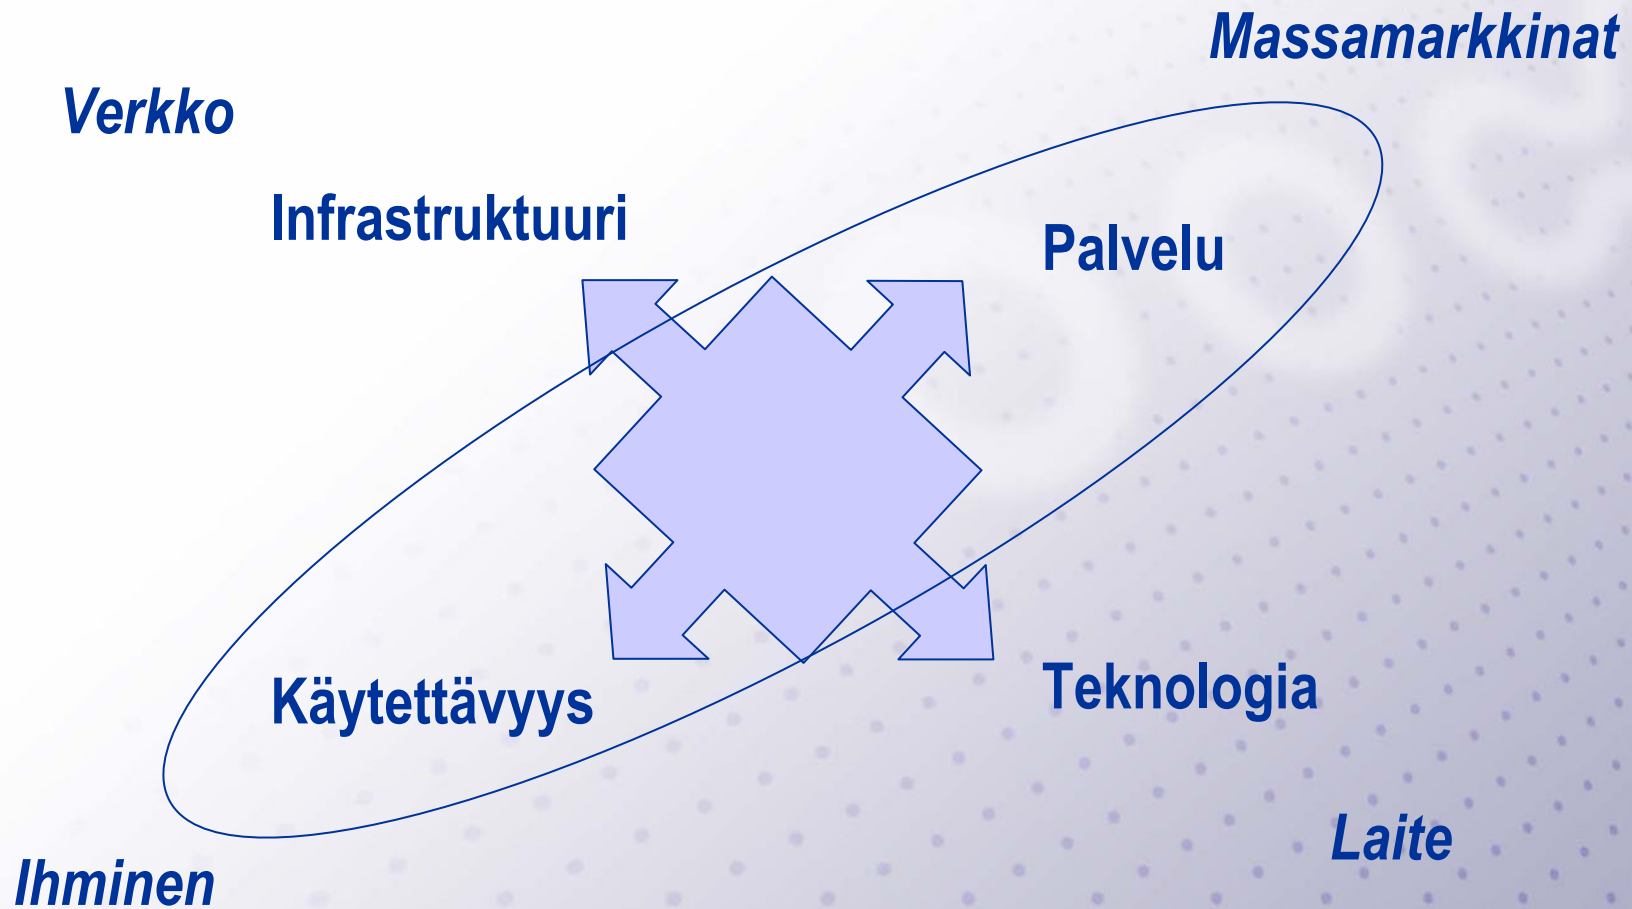 Massamarkkinat
Verkko
Infrastruktuuri
Palvelu
Käytettävyys
Teknologia
Laite
Ihminen